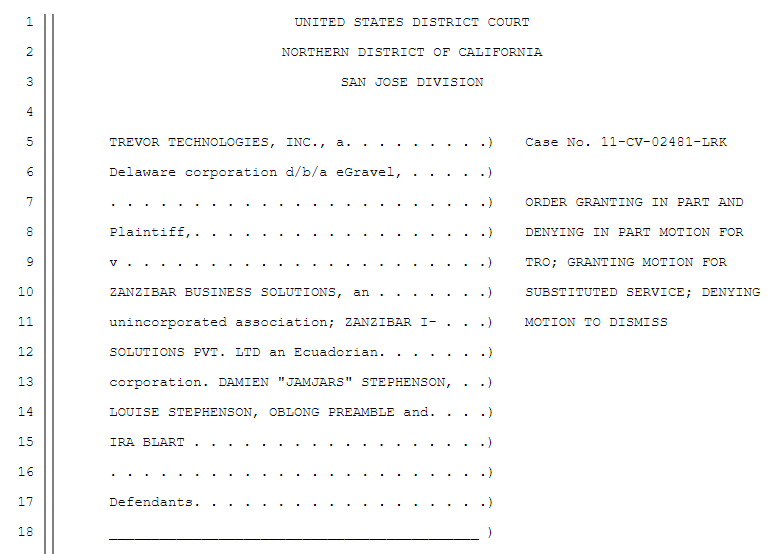 1 UNITED STATES DISTRICT COURT
2 NORTHERN DISTRICT OF CALIFORNIA
3 SAN JOSE DIVISION
4
5 TREVOR TECHNOLOGIES, INC., a. . . . . . . . .) Case No. 11-CV-02481-LRK
6 Delaware corporation d/b/a eGravel, . . . . .)
7 . . . . . . . . . . . . . . . . . . . . . . .) ORDER GRANTING IN PART AND
8 Plaintiff,. . . . . . . . . . . . . . . . . .) DENYING IN PART MOTION FOR
9 v . . . . . . . . . . . . . . . . . . . . . .) TRO; GRANTING MOTION FOR
10 ZANZIBAR BUSINESS SOLUTIONS, an . . . . . . .) SUBSTITUTED SERVICE; DENYING
11 unincorporated association; ZANZIBAR I- . . .) MOTION TO DISMISS
12 SOLUTIONS PVT. LTD an Ecuadorian. . . . . . .)
13 corporation. DAMIEN "JAMJARS" STEPHENSON, . .)
14 LOUISE STEPHENSON, OBLONG PREAMBLE and. . . .)
15 IRA BLART . . . . . . . . . . . . . . . . . .)
16 . . . . . . . . . . . . . . . . . . . . . . .)
17 Defendants. . . . . . . . . . . . . . . . . .)
18 _____________________________________________ )